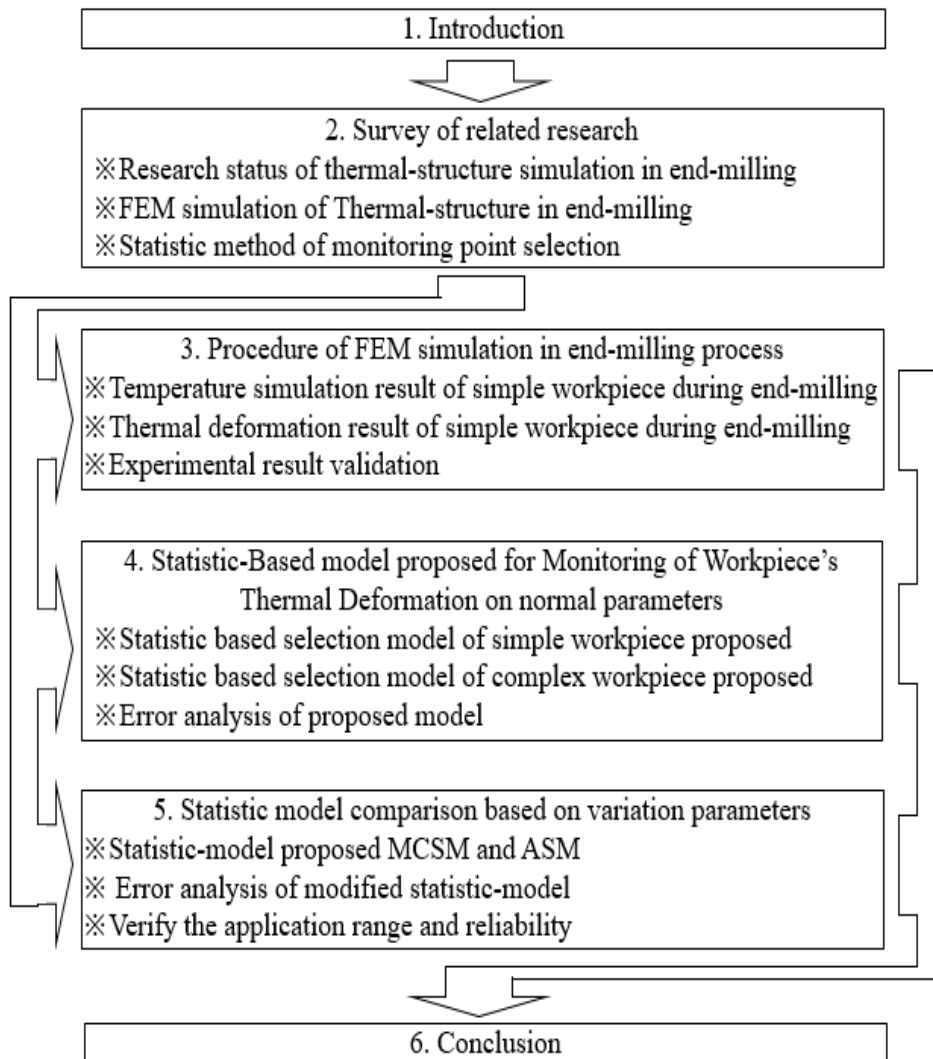 1. Introduction
2. Survey of related research
※Research status of thermal-structure simulation in end-milling
※FEM simulation of Thermal-structure in end-milling
※Statistic method of monitoring point selection
3. Procedure of FEM simulation in end-milling process
※Temperature simulation result of simple workpiece during end-milling
※Thermal deformation result of simple workpiece during end-milling
※Experimental result validation
4. Statistic-Based model proposed for Monitoring of Workpiece's
Thermal Deformation on normal parameters
※Statistic based selection model of simple workpiece proposed
※Statistic based selection model of complex workpiece proposed
※Error analysis of proposed model
5. Statistic model comparison based on variation parameters
※Statistic-model proposed MCSM and ASM
※ Error analysis of modified statistic-model
※Verify the application range and reliability
6. Conclusion